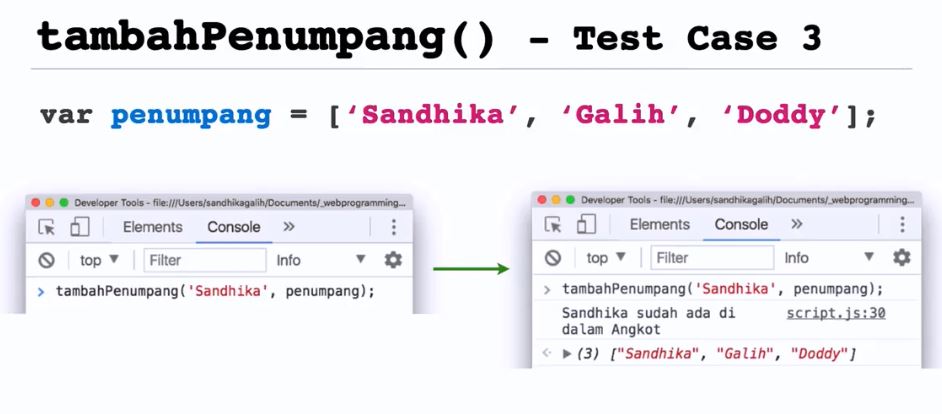 tambahPenumpang() - Test Case 3
var penumpang = [‘Sandhika’, ‘Galih’, ‘Doddy’];
Developer Tools - file:///Users/sandhikagalih/Documents/_webprogramming...
Elements Console »
top ▼ Filter Info ▼
> tambahPenumpang('Sandhika', penumpang);
Developer Tools - file:///Users/sandhikagalih/Documents/_webprogramming...
Elements Console »
top ▼ Filter Info ▼
> tambahPenumpang('Sandhika', penumpang);
Sandhika sudah ada di script.js:30
dalam Angkot
▶ (3) ["Sandhika", "Galih", "Doddy"]